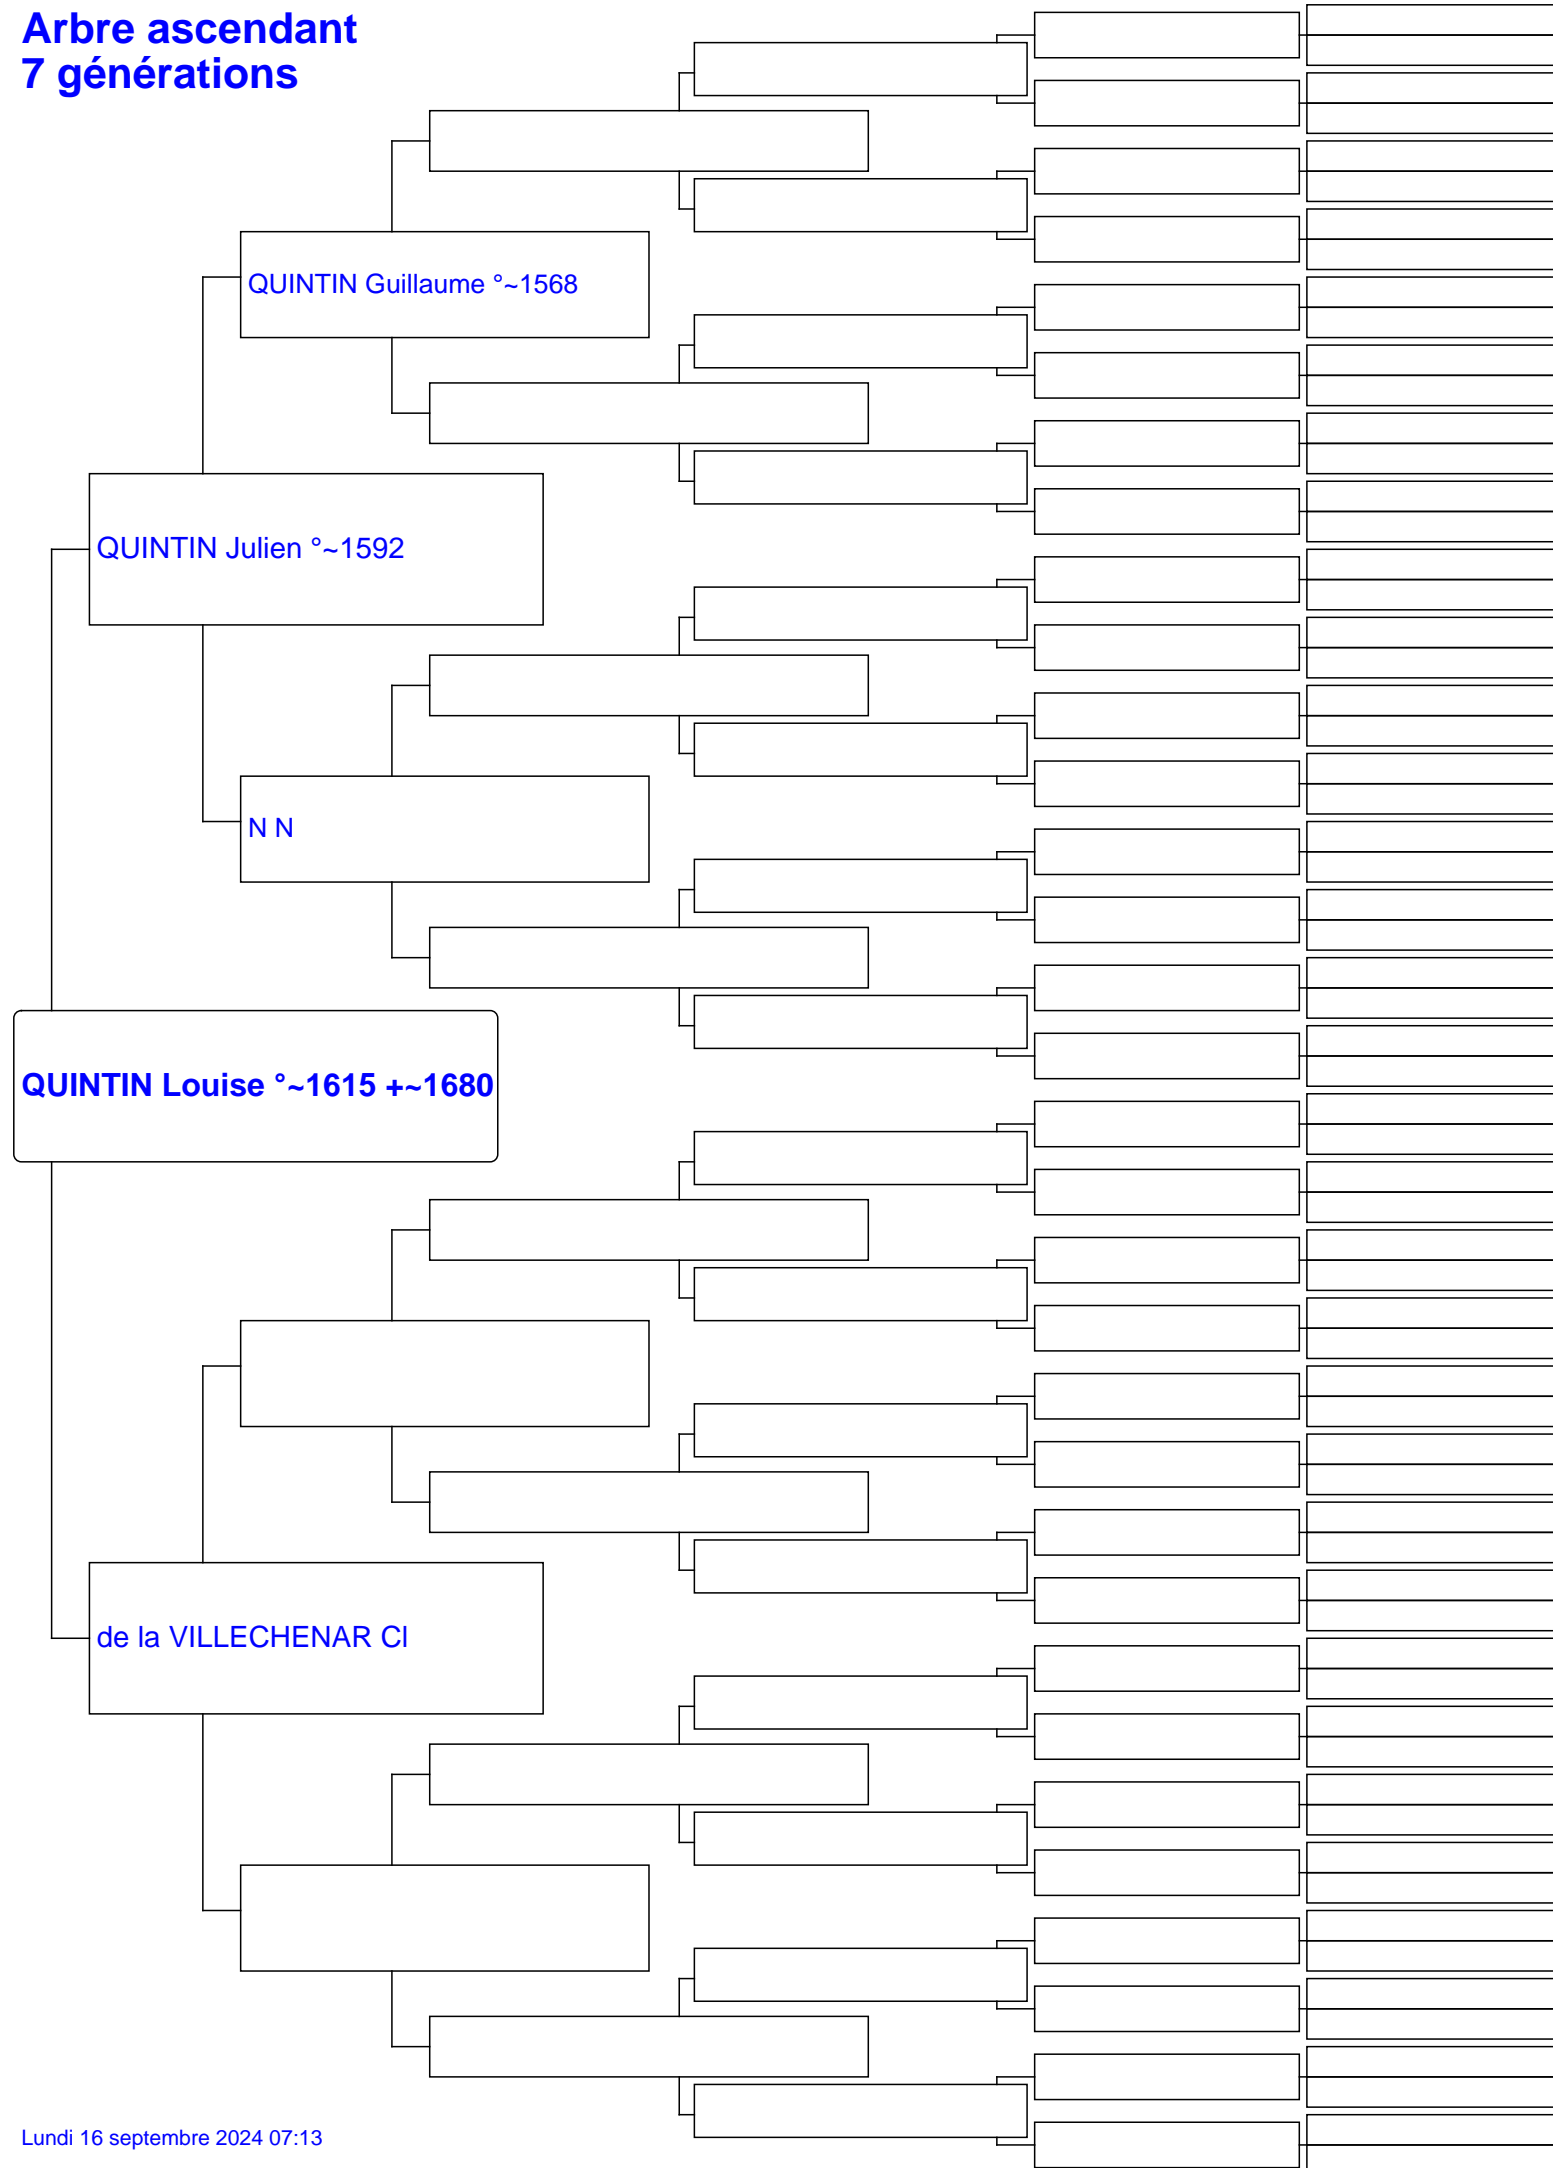 Arbre ascendant
7 générations
QUINTIN Guillaume °~1568
QUINTIN Julien °~1592
N N
QUINTIN Louise °~1615 +~1680
de la VILLECHENAR Cl
Lundi 16 septembre 2024 07:13